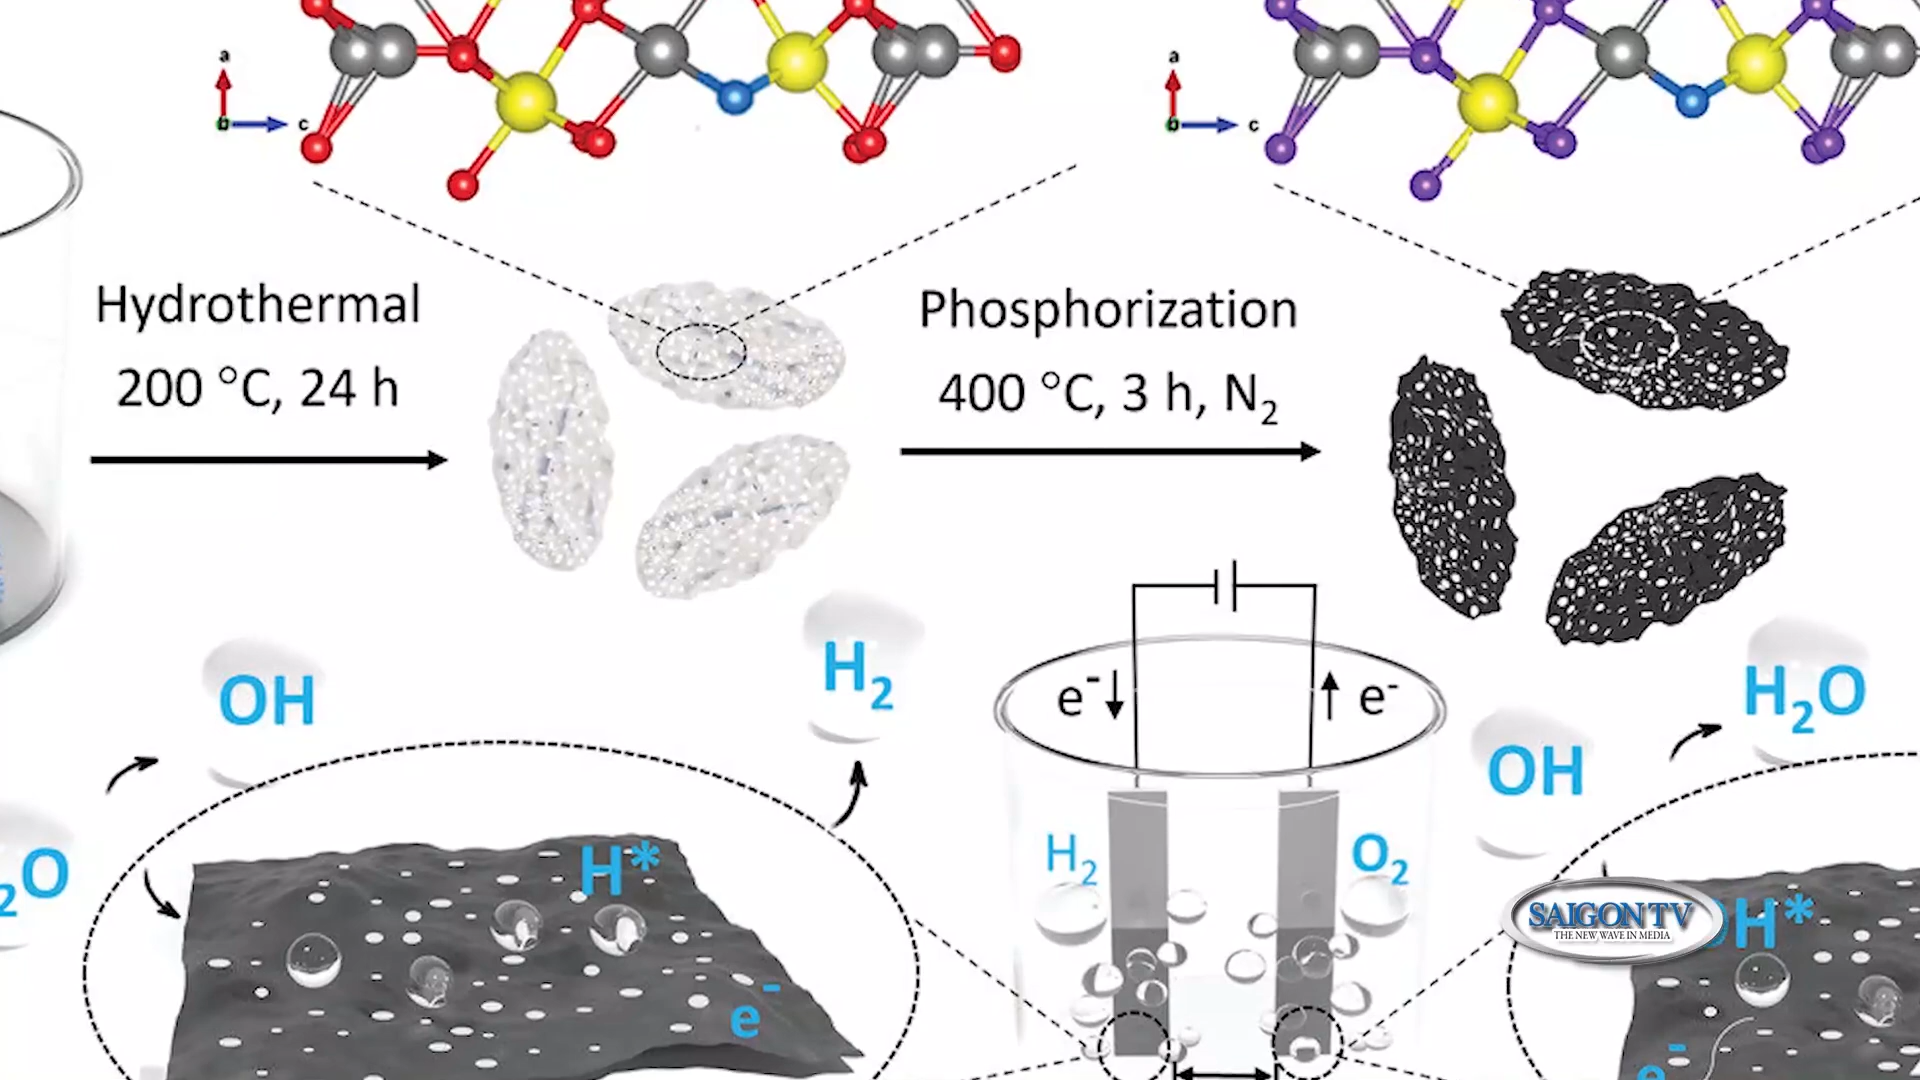 a
b
c
a
b
c
Hydrothermal
200 °C, 24 h
Phosphorization
400 °C, 3 h, N₂
OH
H₂
e⁻
e⁻
OH
H₂O
₂O
H*
e⁻
H₂
O₂
OH*
e⁻
SAIGON TV
THE NEW WAVE IN MEDIA